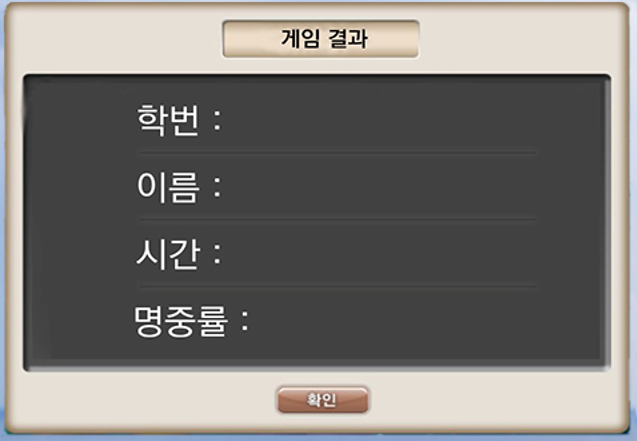 게임 결과
학번 :
이름 :
시간 :
명중률 :
확인